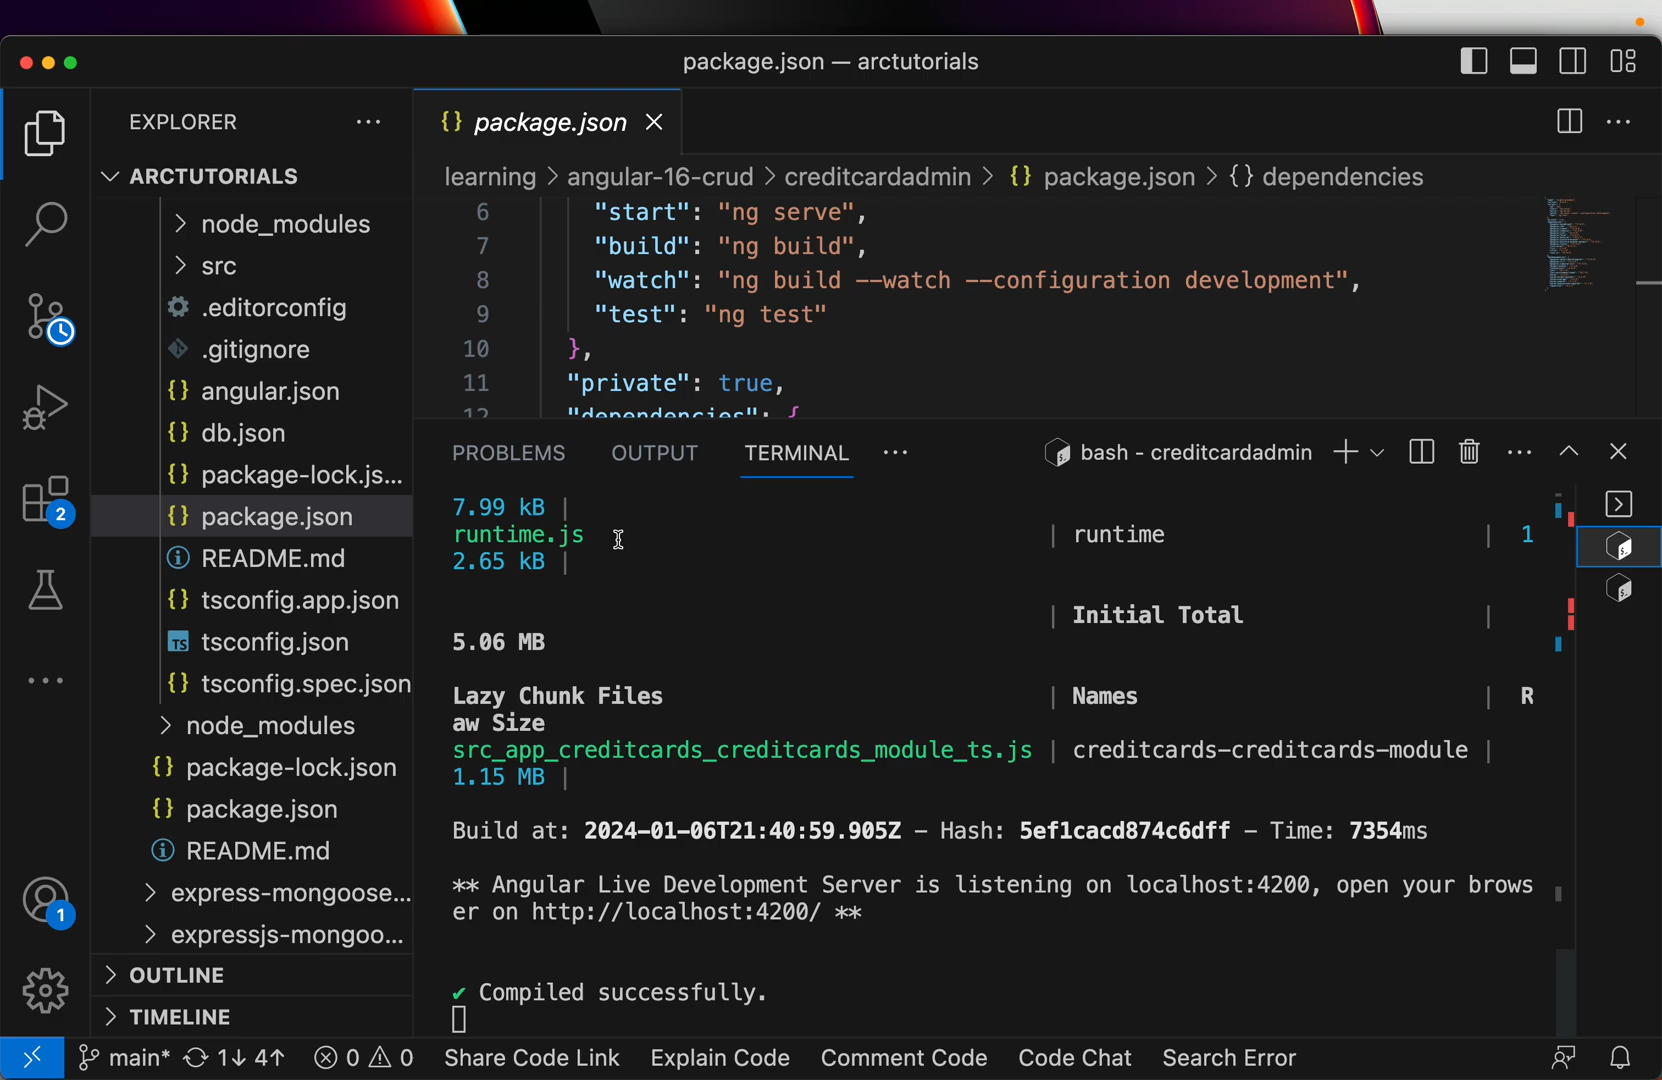 package.json — arctutorials
EXPLORER
package.json
ARCTUTORIALS
learning > angular-16-crud > creditcardadmin > {} package.json > {} dependencies
node_modules
src
.editorconfig
.gitignore
angular.json
db.json
package-lock.js...
package.json
README.md
tsconfig.app.json
tsconfig.json
tsconfig.spec.json
node_modules
package-lock.json
package.json
README.md
express-mongoose...
expressjs-mongoo...
OUTLINE
TIMELINE
6 "start": "ng serve",
7 "build": "ng build",
8 "watch": "ng build --watch --configuration development",
9 "test": "ng test"
10 },
11 "private": true,
12 "dependencies": {
PROBLEMS OUTPUT TERMINAL ... bash - creditcardadmin
7.99 kB |
runtime.js | runtime | 1
2.65 kB |
| Initial Total |
5.06 MB
Lazy Chunk Files | Names | R
aw Size
src_app_creditcards_creditcards_module_ts.js | creditcards-creditcards-module |
1.15 MB |
Build at: 2024-01-06T21:40:59.905Z - Hash: 5ef1cacd874c6dff - Time: 7354ms
** Angular Live Development Server is listening on localhost:4200, open your brows
er on http://localhost:4200/ **
✔ Compiled successfully.
2
1
main* 1↓ 4↑ 0 0 Share Code Link Explain Code Comment Code Code Chat Search Error